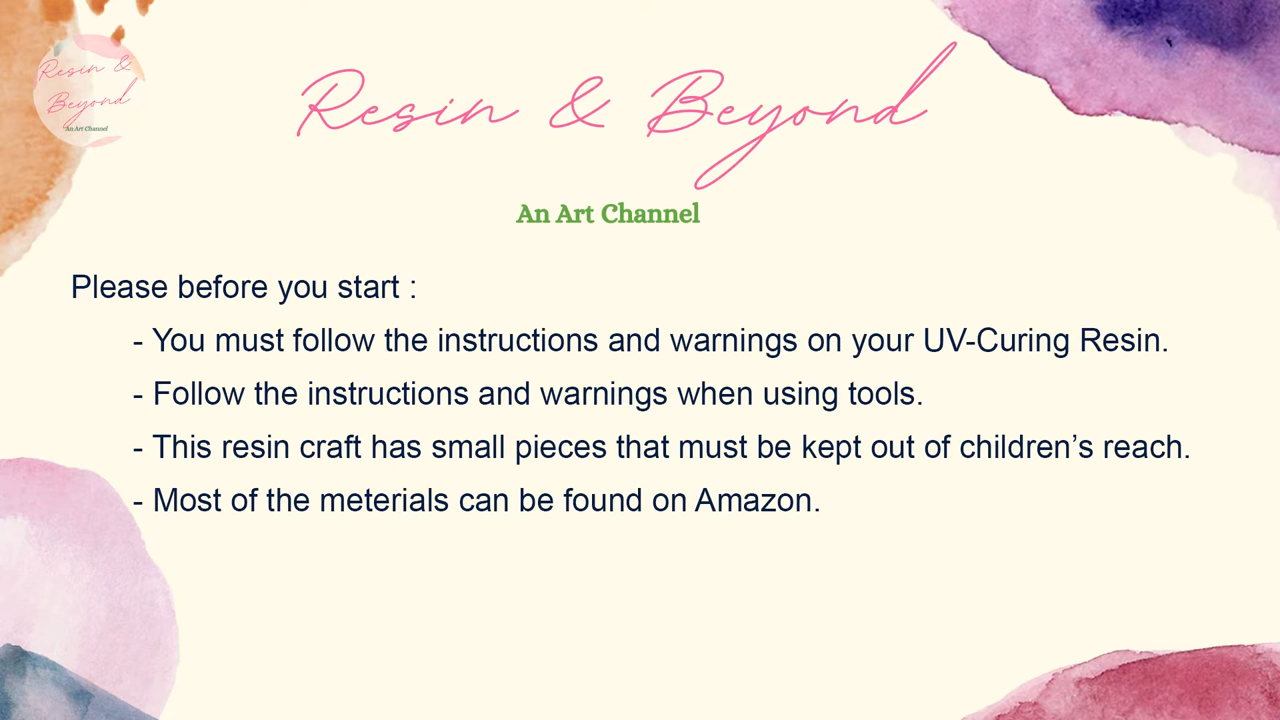 Resin &
Beyond
An Art Channel
Resin & Beyond
An Art Channel
Please before you start :
- You must follow the instructions and warnings on your UV-Curing Resin.
- Follow the instructions and warnings when using tools.
- This resin craft has small pieces that must be kept out of children’s reach.
- Most of the meterials can be found on Amazon.